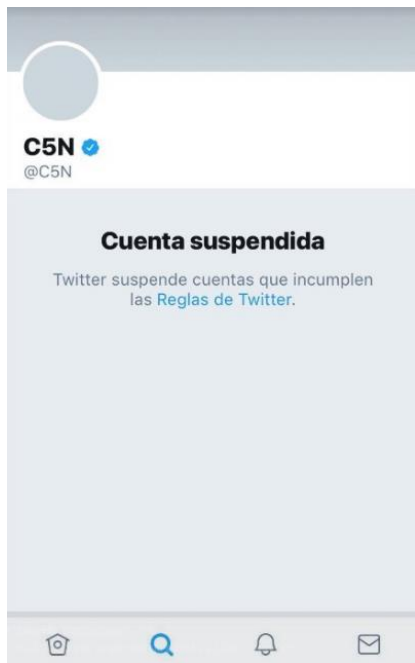 C5N
@C5N
Cuenta suspendida
Twitter suspende cuentas que incumplen
las Reglas de Twitter.